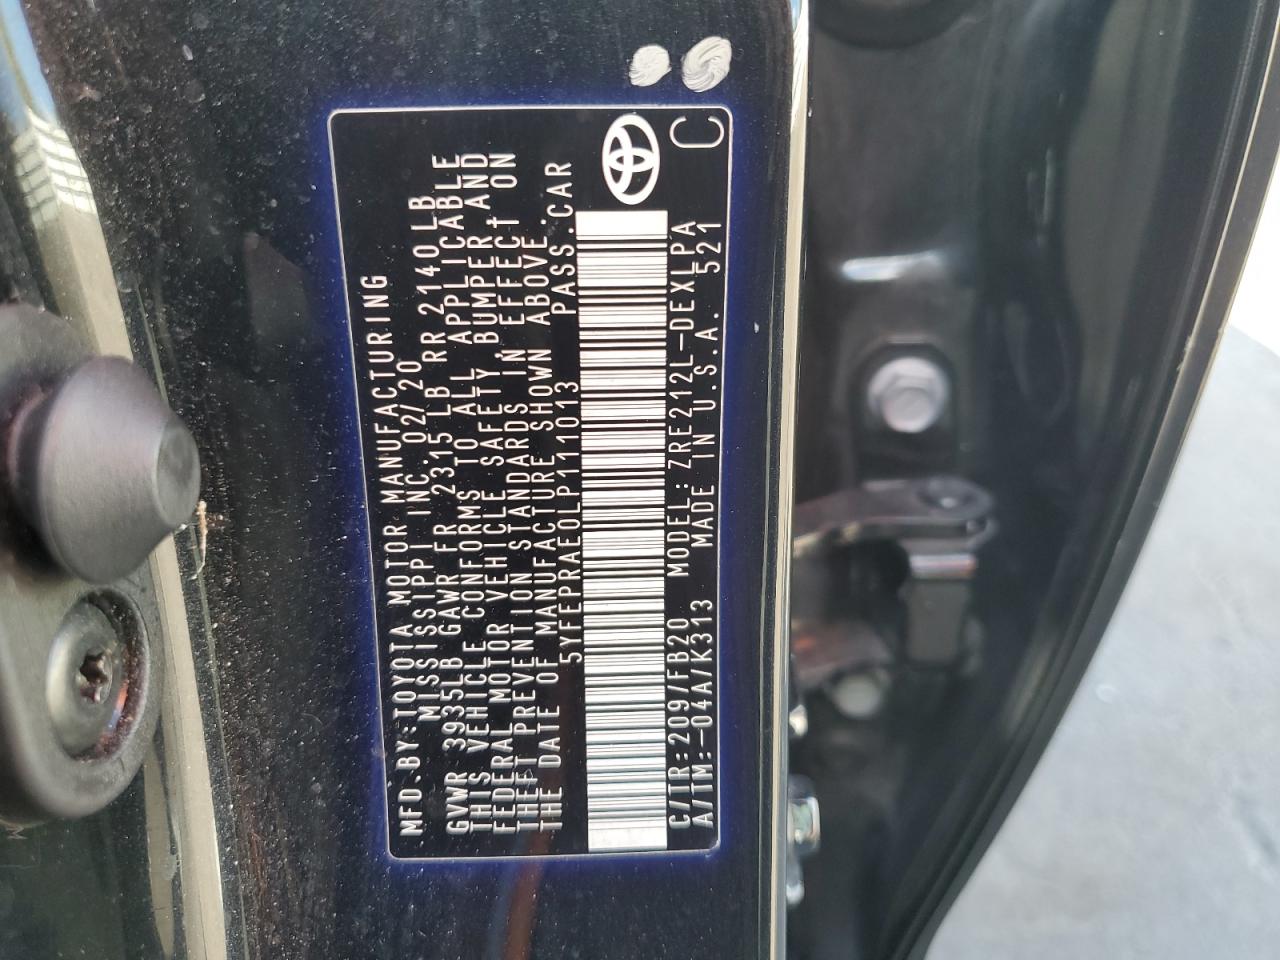 MFD.BY:TOYOTA MOTOR MANUFACTURING
MISSISSIPPI INC.02/20
GVWR 3935LB GAWR FR 2315LB RR 2140LB
THIS VEHICLE CONFORMS TO ALL APPLICABLE
FEDERAL MOTOR VEHICLE SAFETY,BUMPER,AND
THEFT PREVENTION STANDARDS IN EFFECT ON
THE DATE OF MANUFACTURE SHOWN ABOVE.
5YFEPRAE0LP111013 PASS.CAR
C/TR:209/FB20 MODEL:ZRE212L-DEXLPA
A/TM:-04A/K313 MADE IN U.S.A. 521
C